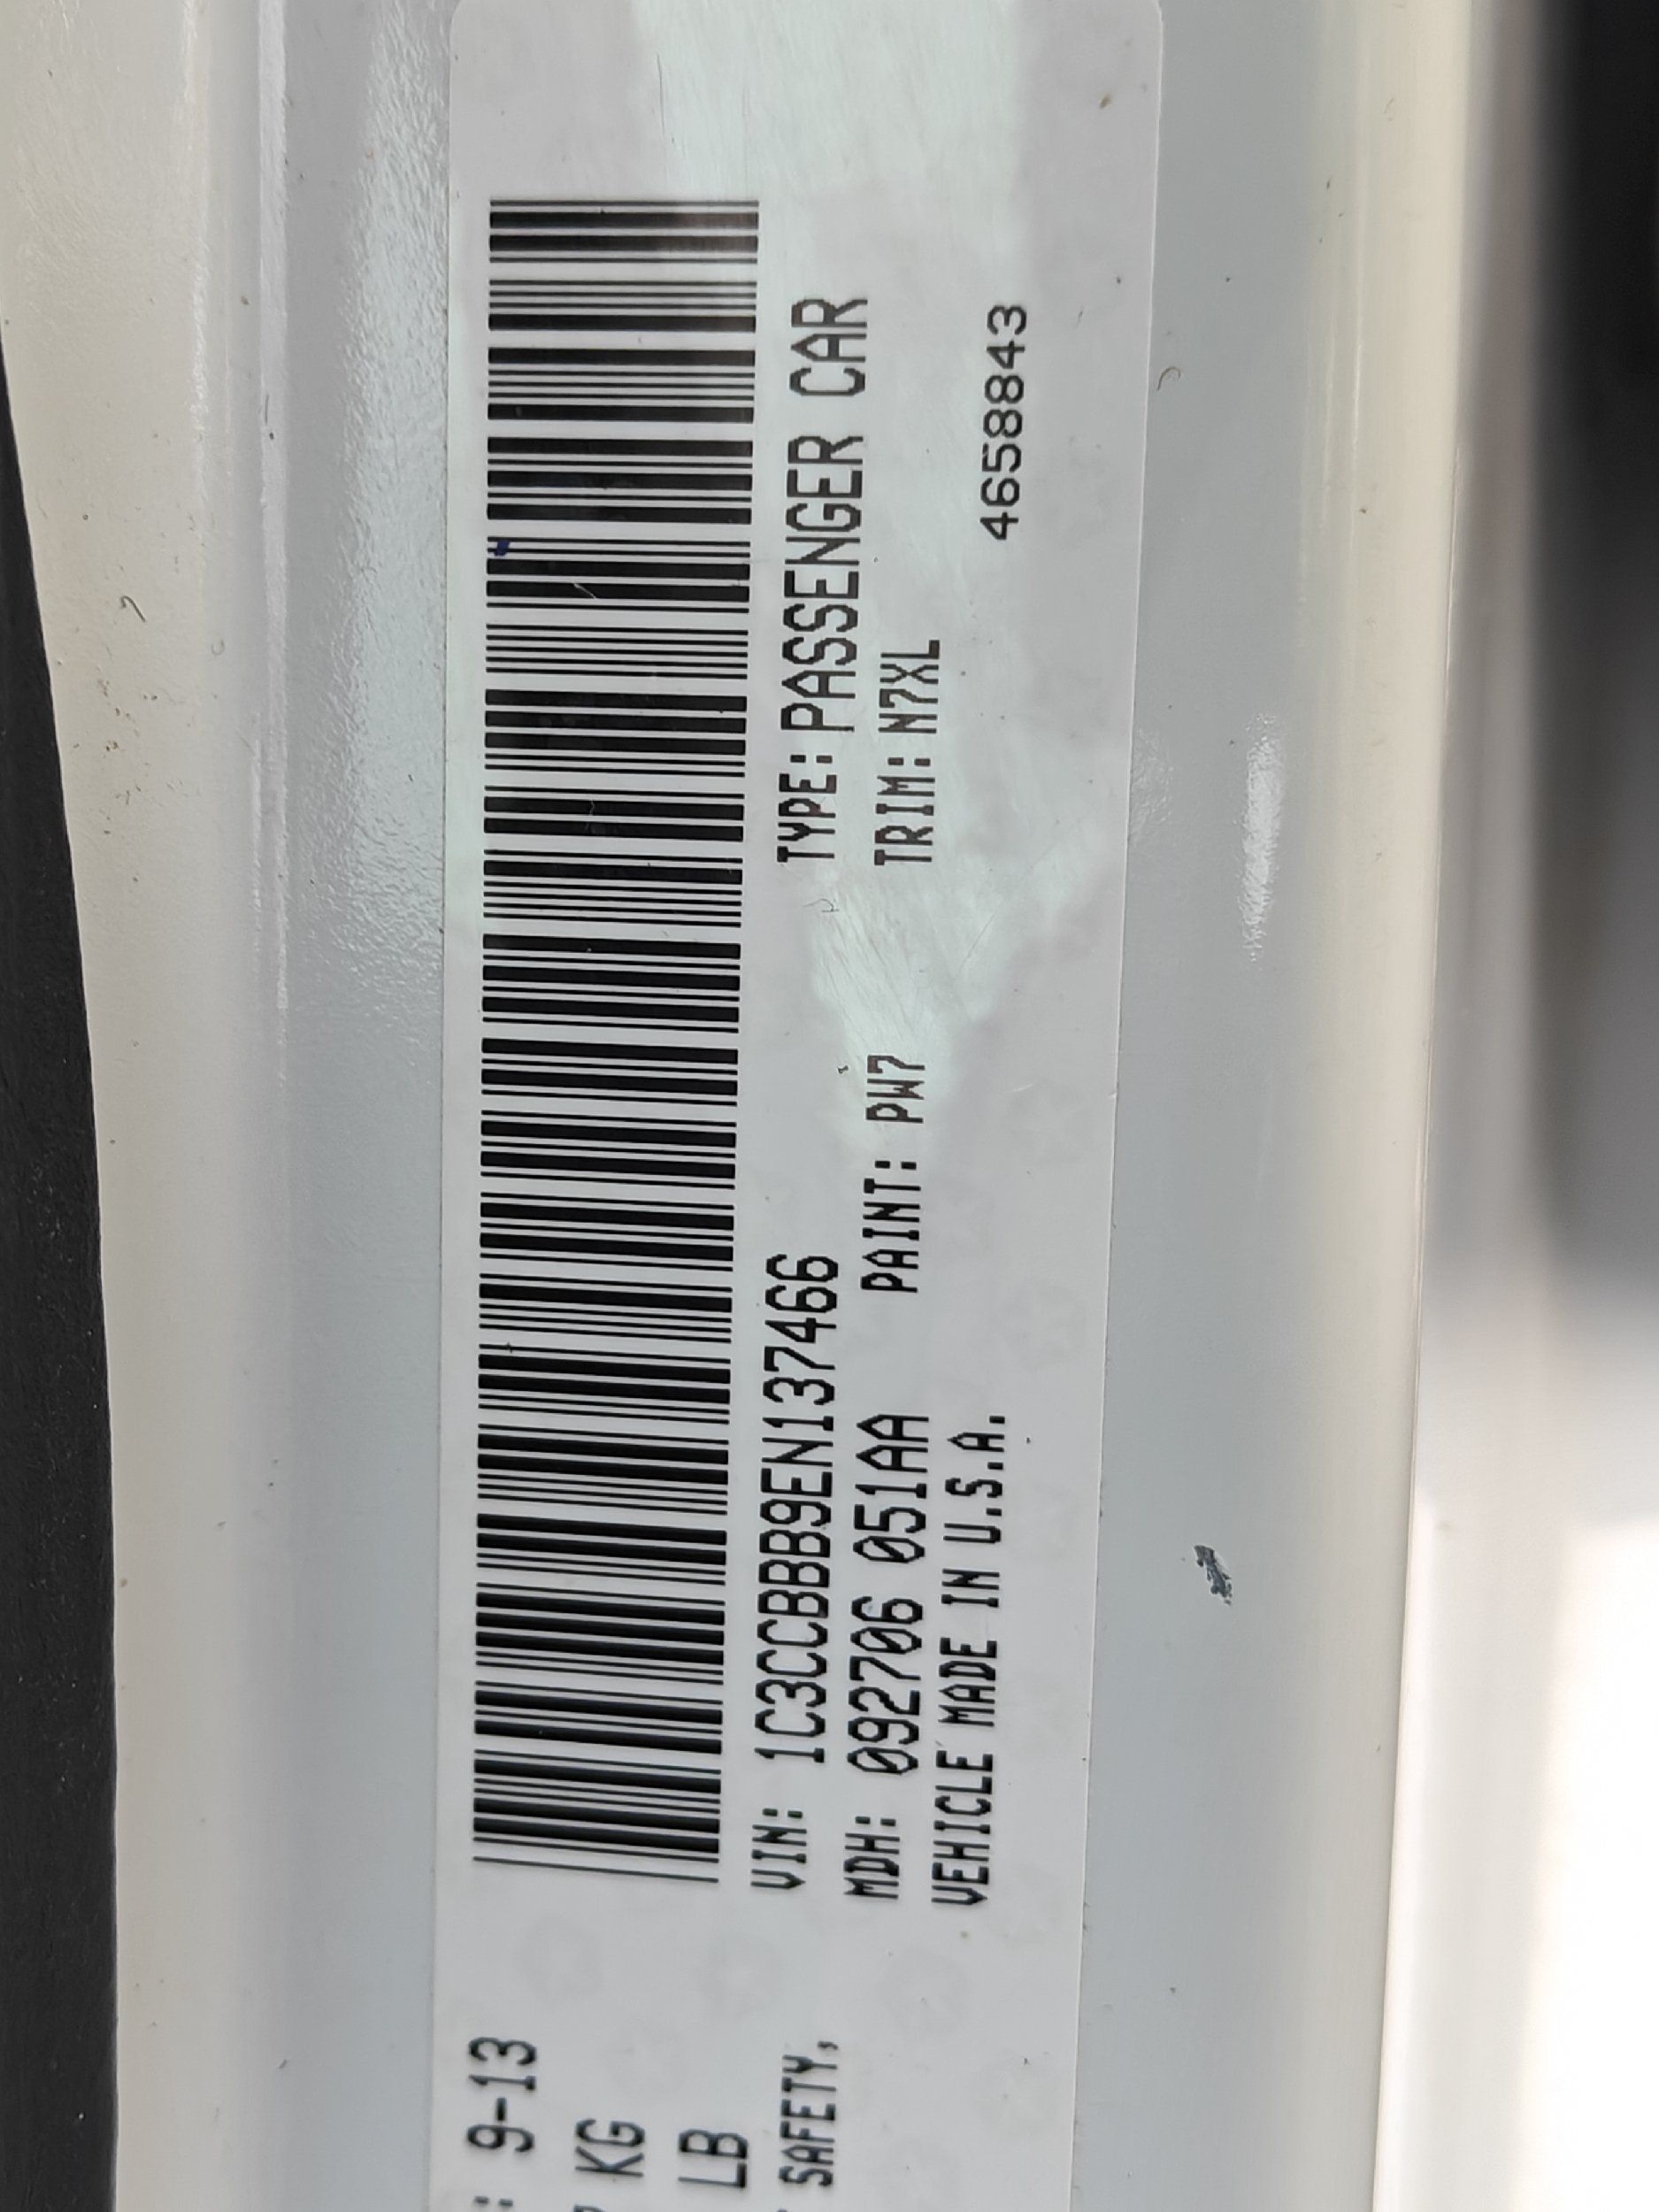 : 9-13
KG
LB
SAFETY,
VIN: 1C3CCBBB9EN137466 TYPE: PASSENGER CAR
MDH: 092706 051AA PAINT: PW7 TRIM: N7XL
VEHICLE MADE IN U.S.A. 4658843